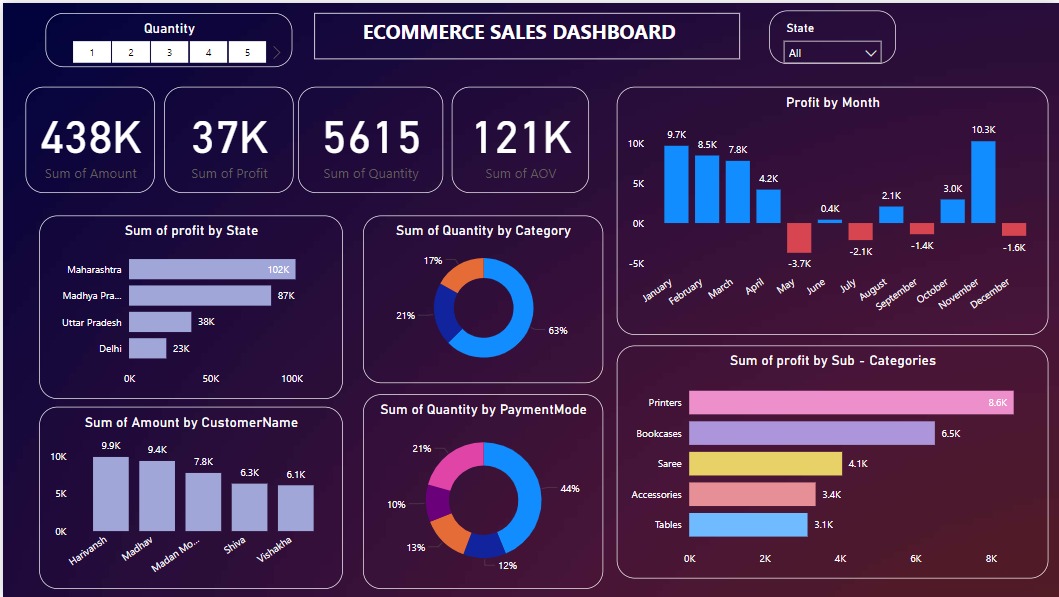 Quantity
1 2 3 4 5
ECOMMERCE SALES DASHBOARD
State
All
438K
Sum of Amount
37K
Sum of Profit
5615
Sum of Quantity
121K
Sum of AOV
Profit by Month
10K
5K
0K
-5K
9.7K
8.5K
7.8K
4.2K
-3.7K
0.4K
-2.1K
2.1K
-1.4K
3.0K
10.3K
-1.6K
January
February
March
April
May
June
July
August
September
October
November
December
Sum of profit by State
Maharashtra 102K
Madhya Pra... 87K
Uttar Pradesh 38K
Delhi 23K
0K 50K 100K
Sum of Quantity by Category
17%
21%
63%
Sum of profit by Sub - Categories
Printers 8.6K
Bookcases 6.5K
Saree 4.1K
Accessories 3.4K
Tables 3.1K
0K 2K 4K 6K 8K
Sum of Amount by CustomerName
10K
5K
0K
9.9K
9.4K
7.8K
6.3K
6.1K
Harivansh
Madhav
Madan Mo...
Shiva
Vishakha
Sum of Quantity by PaymentMode
21%
44%
10%
13%
12%